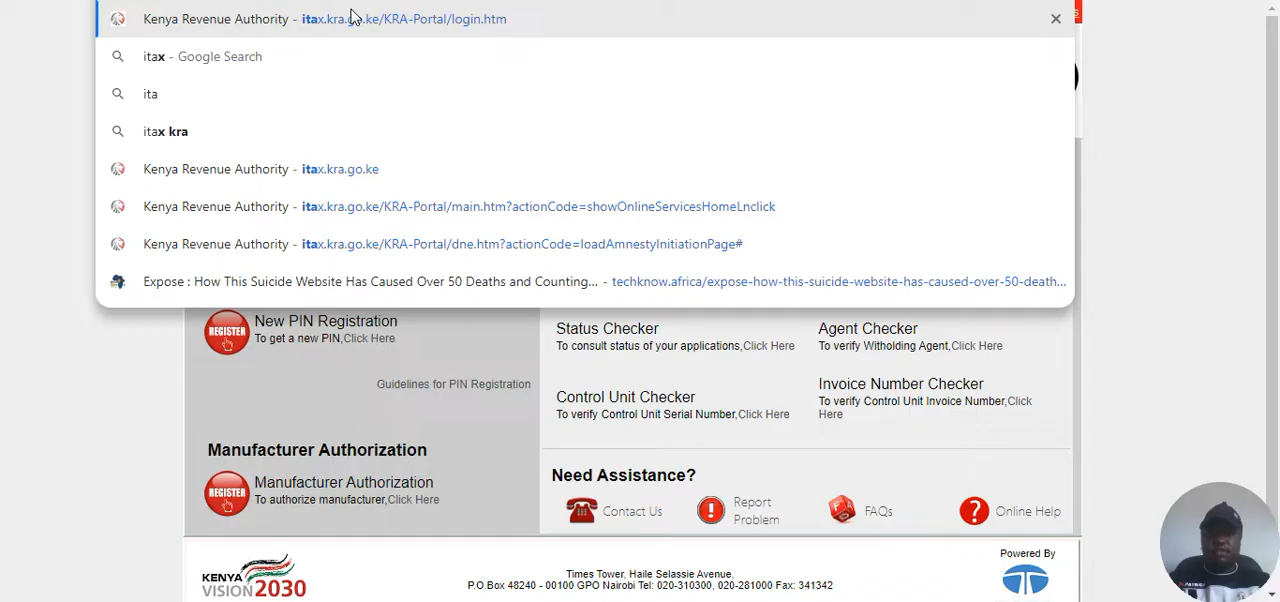 Kenya Revenue Authority - itax.kra.go.ke/KRA-Portal/login.htm
itax - Google Search
ita
itax kra
Kenya Revenue Authority - itax.kra.go.ke
Kenya Revenue Authority - itax.kra.go.ke/KRA-Portal/main.htm?actionCode=showOnlineServicesHomeLnclick
Kenya Revenue Authority - itax.kra.go.ke/KRA-Portal/dne.htm?actionCode=loadAmnestyInitiationPage#
Expose : How This Suicide Website Has Caused Over 50 Deaths and Counting... - techknow.africa/expose-how-this-suicide-website-has-caused-over-50-death...
REGISTER
New PIN Registration
To get a new PIN,Click Here
Guidelines for PIN Registration
Manufacturer Authorization
REGISTER
Manufacturer Authorization
To authorize manufacturer,Click Here
Status Checker
To consult status of your applications,Click Here
Agent Checker
To verify Witholding Agent,Click Here
Control Unit Checker
To verify Control Unit Serial Number,Click Here
Invoice Number Checker
To verify Control Unit Invoice Number,Click
Here
Need Assistance?
Contact Us
Report
Problem
FAQs
Online Help
KENYA
VISION 2030
Times Tower, Haile Selassie Avenue,
P.O.Box 48240 - 00100 GPO Nairobi Tel: 020-310300, 020-281000 Fax: 341342
Powered By